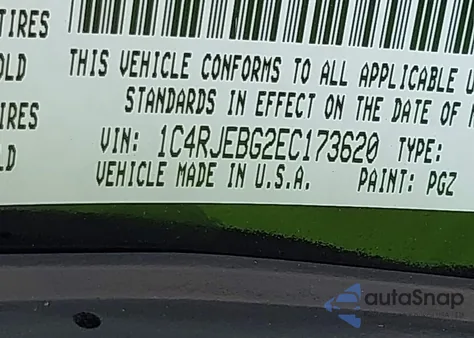 TIRES
OLD
THIS VEHICLE CONFORMS TO ALL APPLICABLE U
STANDARDS IN EFFECT ON THE DATE OF M
IRES
LD
VIN: 1C4RJEBG2EC173620 TYPE:
VEHICLE MADE IN U.S.A. PAINT: PGZ
autoSnap